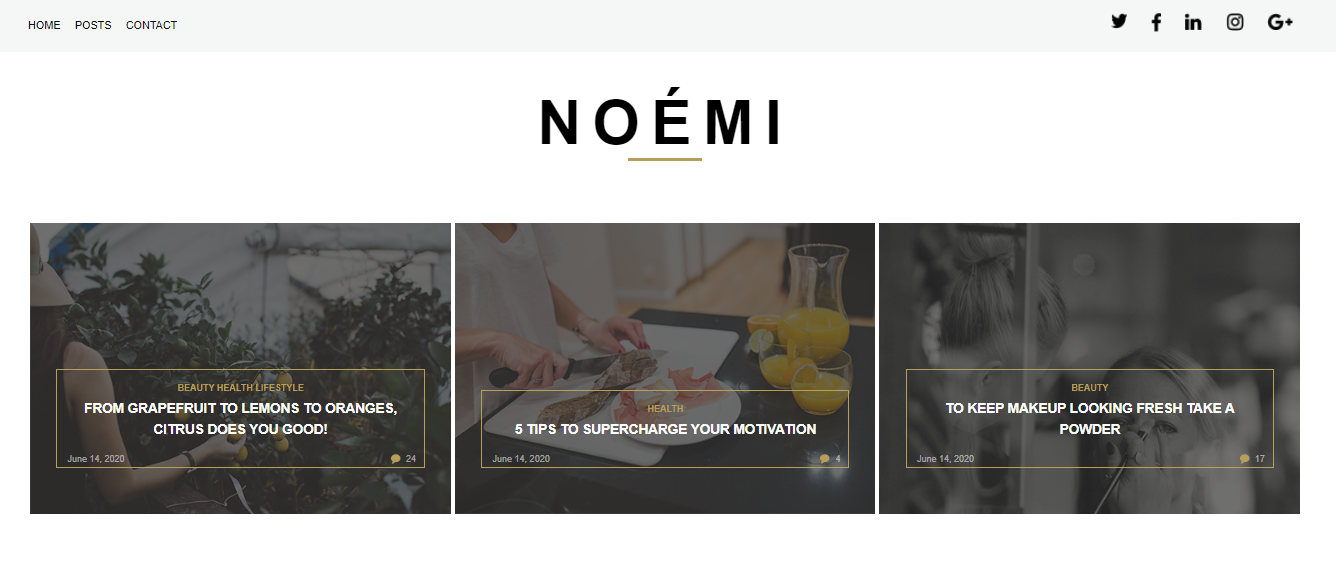 HOME POSTS CONTACT
NOÉMI
BEAUTY HEALTH LIFESTYLE
FROM GRAPEFRUIT TO LEMONS TO ORANGES,
CITRUS DOES YOU GOOD!
June 14, 2020 24
HEALTH
5 TIPS TO SUPERCHARGE YOUR MOTIVATION
June 14, 2020 4
BEAUTY
TO KEEP MAKEUP LOOKING FRESH TAKE A
POWDER
June 14, 2020 17